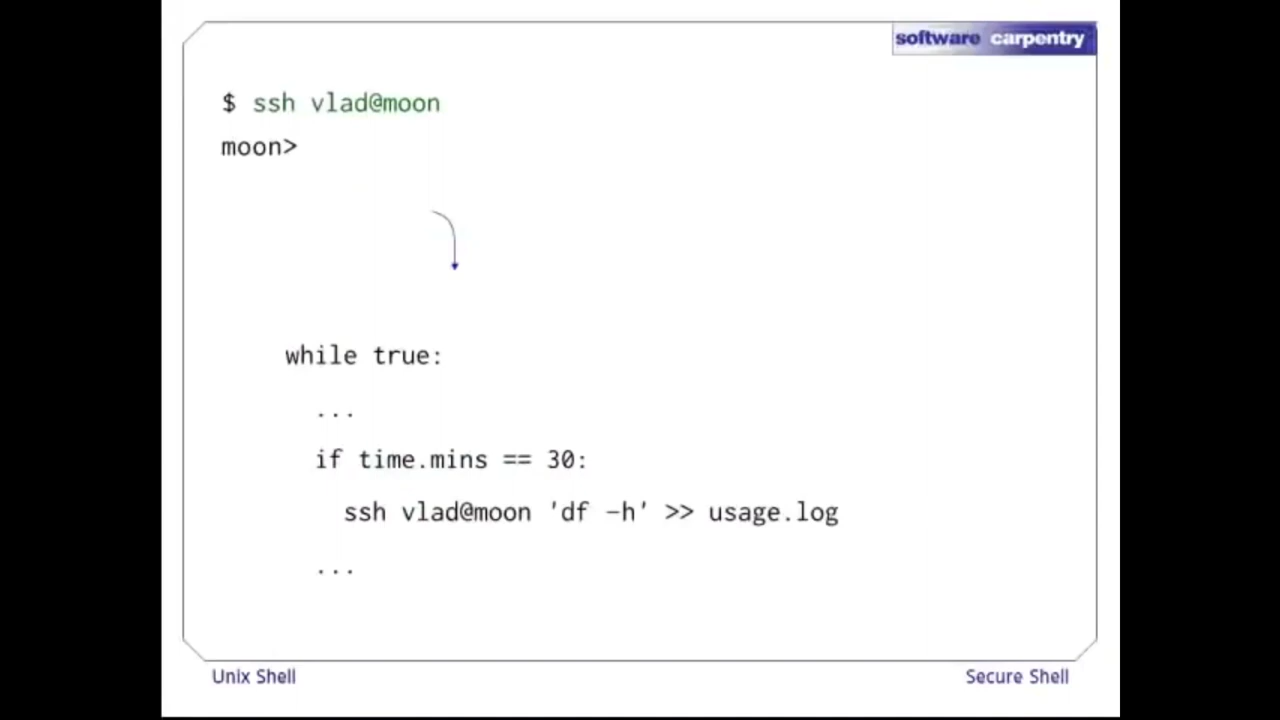 software carpentry
$ ssh vlad@moon
moon>
while true:
...
if time.mins == 30:
ssh vlad@moon 'df -h' >> usage.log
...
Unix Shell
Secure Shell